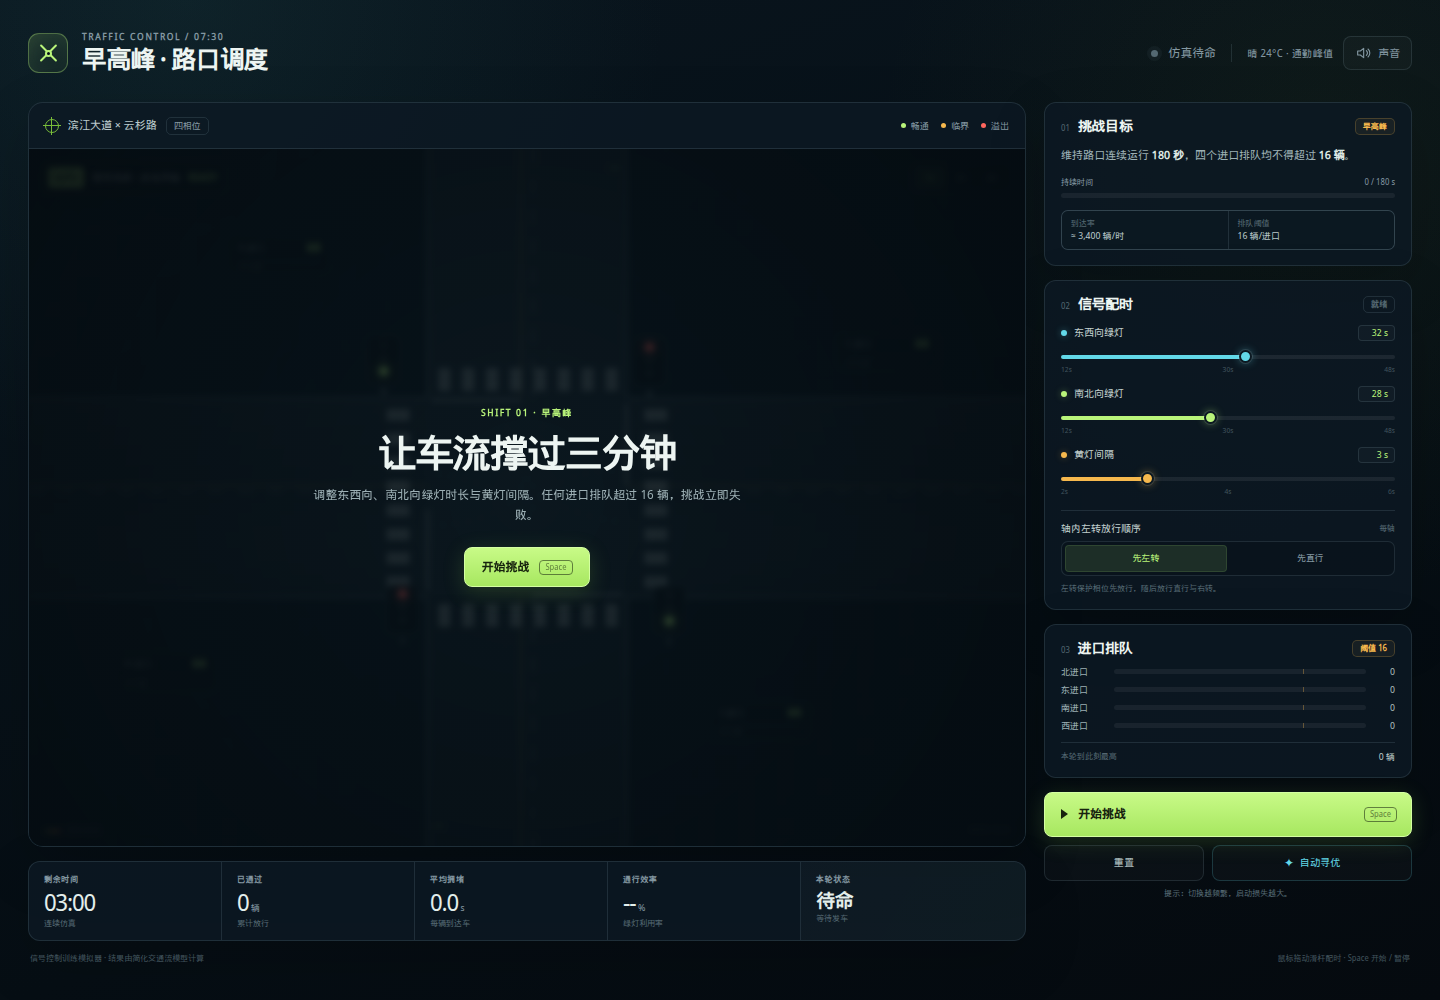 TRAFFIC CONTROL / 07:30
早高峰 · 路口调度
仿真待命
晴 24°C · 通勤峰值
声音
滨江大道 × 云杉路
四相位
畅通
临界
溢出
SHIFT 01 · 早高峰
让车流撑过三分钟
调整东西向、南北向绿灯时长与黄灯间隔。任何进口排队超过 16 辆，挑战立即失
败。
开始挑战 Space
剩余时间
03:00
连续仿真
已通过
0 辆
累计放行
平均拥堵
0.0 s
每辆到达车
通行效率
-- %
绿灯利用率
本轮状态
待命
等待发车
01 挑战目标
早高峰
维持路口连续运行 180 秒，四个进口排队均不得超过 16 辆。
持续时间
0 / 180 s
到达率
≈ 3,400 辆/时
排队阈值
16 辆/进口
02 信号配时
就绪
东西向绿灯
32 s
12s 30s 48s
南北向绿灯
28 s
12s 30s 48s
黄灯间隔
3 s
2s 4s 6s
轴内左转放行顺序
每轴
先左转
先直行
左转保护相位先放行，随后放行直行与右转。
03 进口排队
阈值 16
北进口 0
东进口 0
南进口 0
西进口 0
本轮到此刻最高
0 辆
开始挑战 Space
重置
自动寻优
提示：切换越频繁，启动损失越大。
信号控制训练模拟器 · 结果由简化交通流模型计算
鼠标拖动滑杆配时 · Space 开始 / 暂停